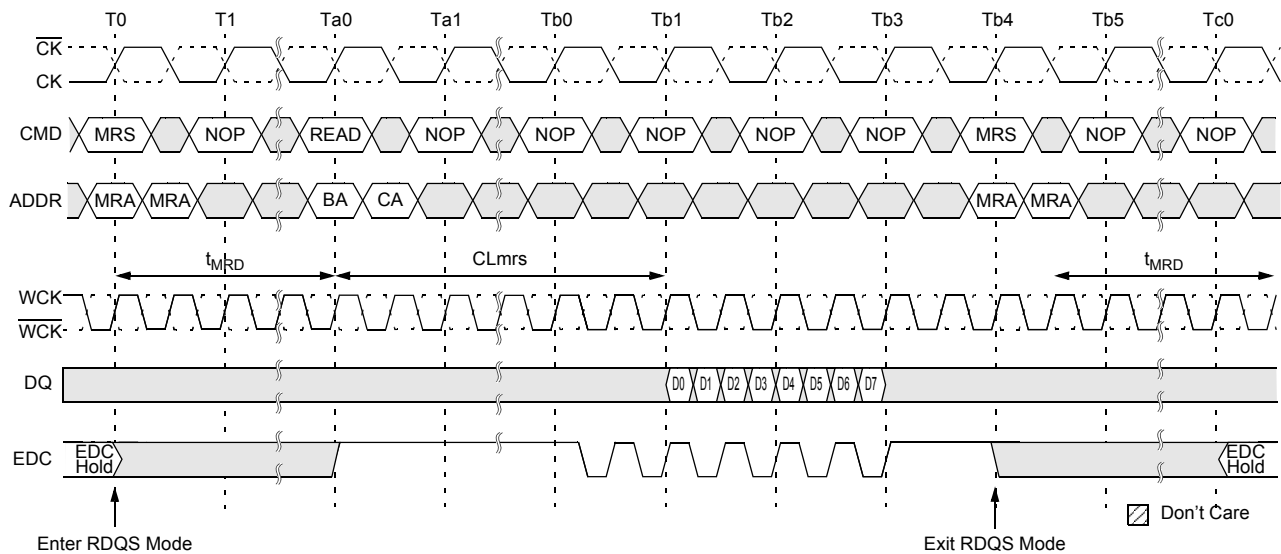 T0 T1 Ta0 Ta1 Tb0 Tb1 Tb2 Tb3 Tb4 Tb5 Tc0
CK
CK
CMD MRS NOP READ NOP NOP NOP NOP NOP MRS NOP NOP
ADDR MRA MRA BA CA MRA MRA
tMRD CLmrs tMRD
WCK
WCK
DQ D0 D1 D2 D3 D4 D5 D6 D7
EDC EDC Hold EDC Hold
Don't Care
Enter RDQS Mode Exit RDQS Mode